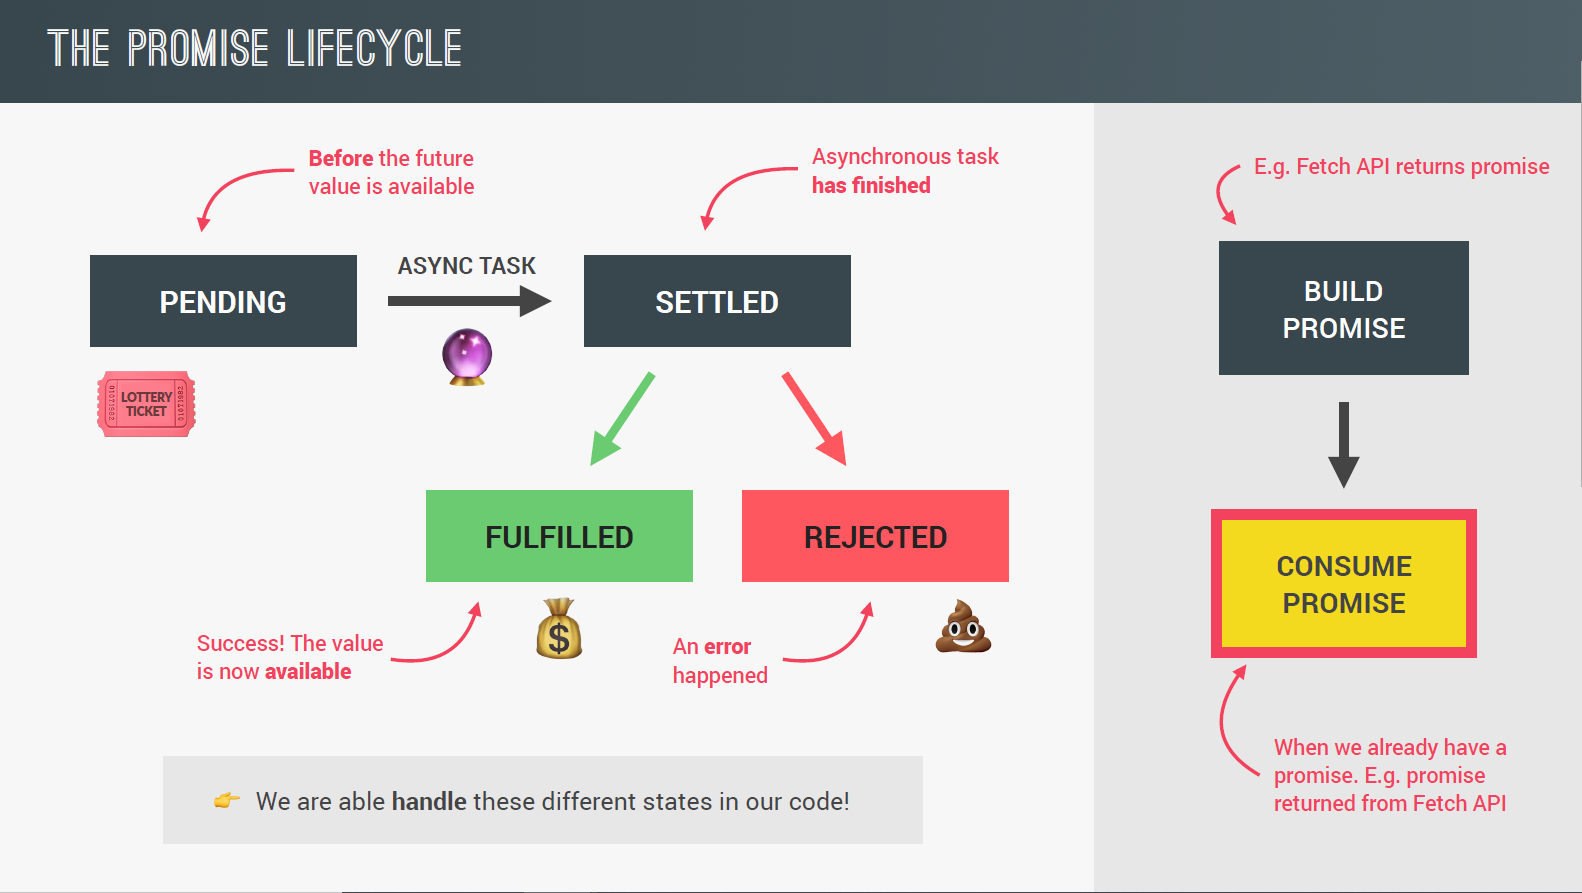 THE PROMISE LIFECYCLE
Before the future
value is available
Asynchronous task
has finished
E.g. Fetch API returns promise
PENDING
ASYNC TASK
SETTLED
BUILD
PROMISE
LOTTERY
TICKET
FULFILLED
REJECTED
CONSUME
PROMISE
$
Success! The value
is now available
An error
happened
When we already have a
promise. E.g. promise
returned from Fetch API
We are able handle these different states in our code!